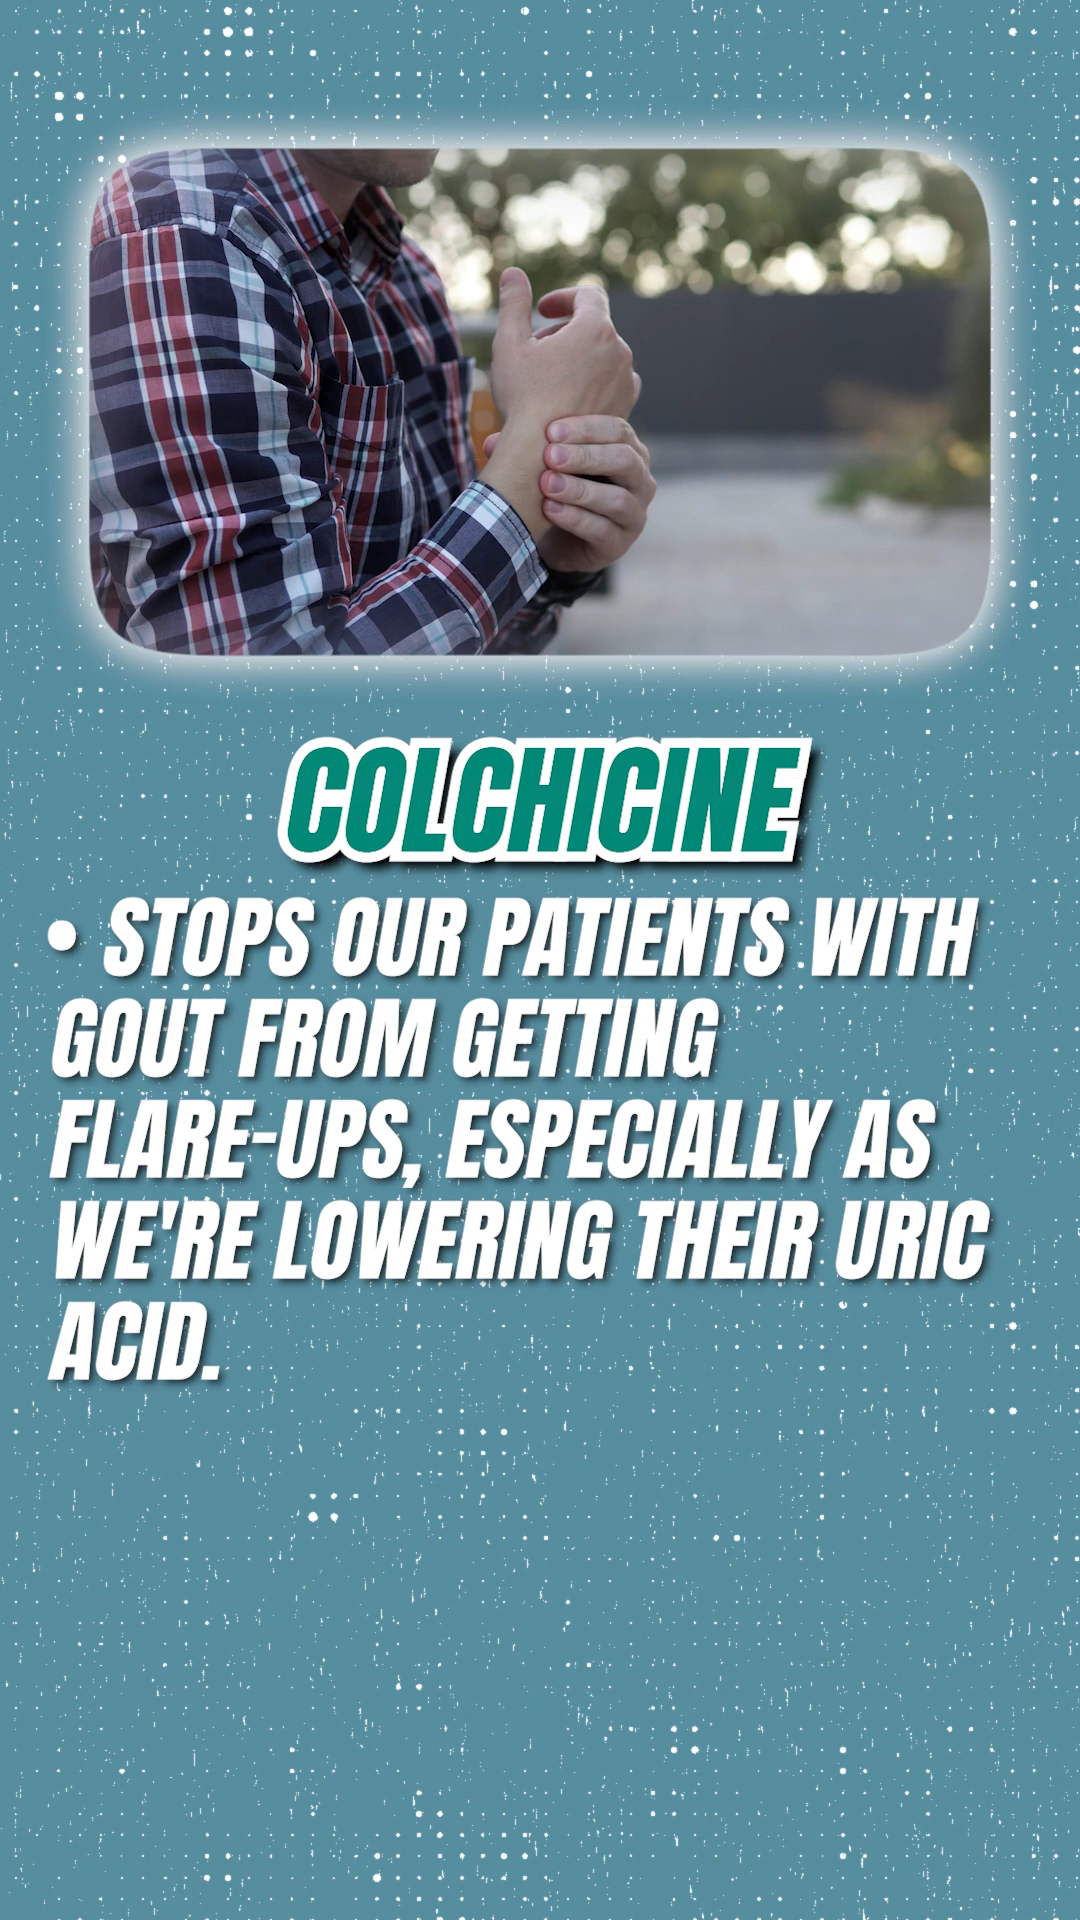 COLCHICINE
• STOPS OUR PATIENTS WITH
GOUT FROM GETTING
FLARE-UPS, ESPECIALLY AS
WE'RE LOWERING THEIR URIC
ACID.